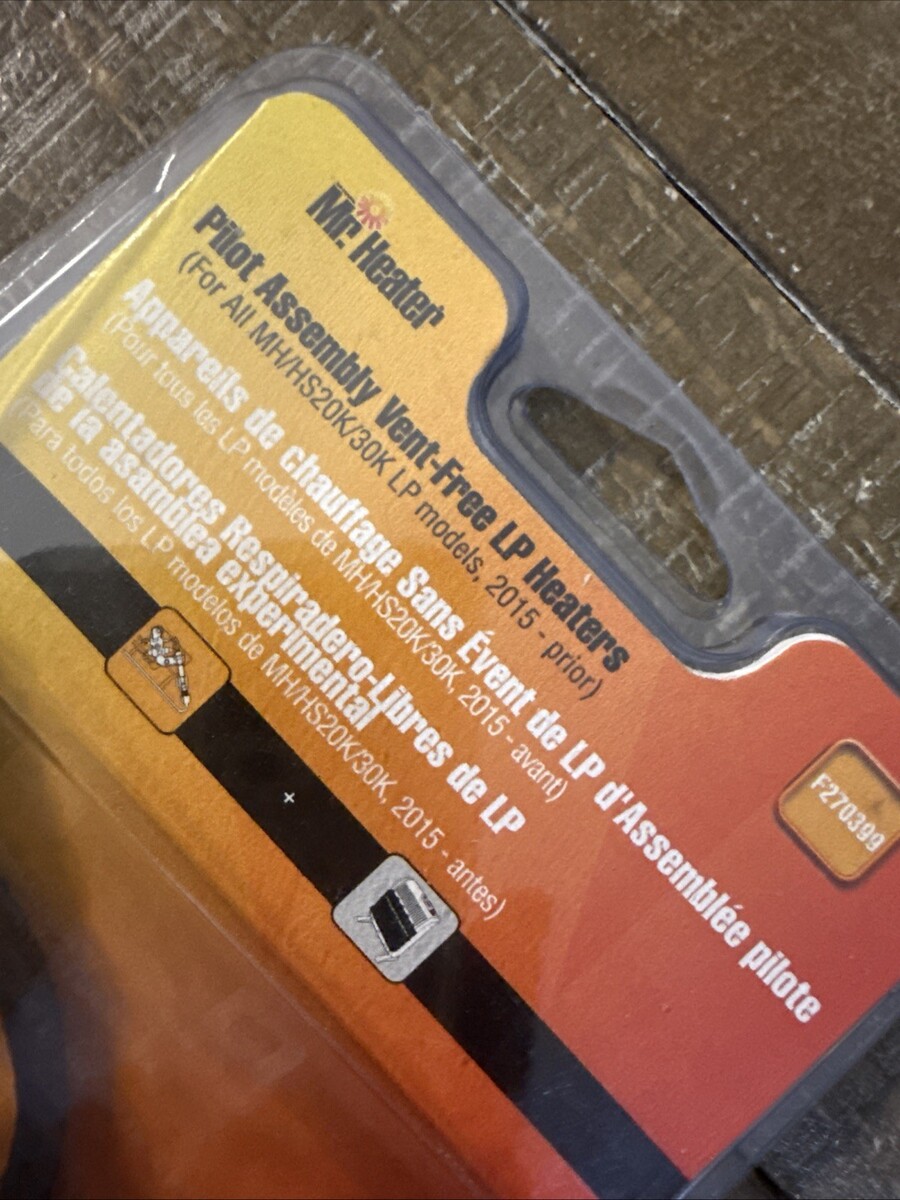 Mr. Heater
Pilot Assembly Vent-Free LP Heaters
(For All MH/HS20K/30K LP models, 2015 - prior)
Appareils de chauffage Sans Évent de LP d'Assemblée pilote
(Pour tous les LP modèles de MH/HS20K/30K, 2015 - avant)
Calentadores Respiradero-Libres de LP
de la asamblea experimental
(Para todos los LP modelos de MH/HS20K/30K, 2015 - antes)
+
F270399